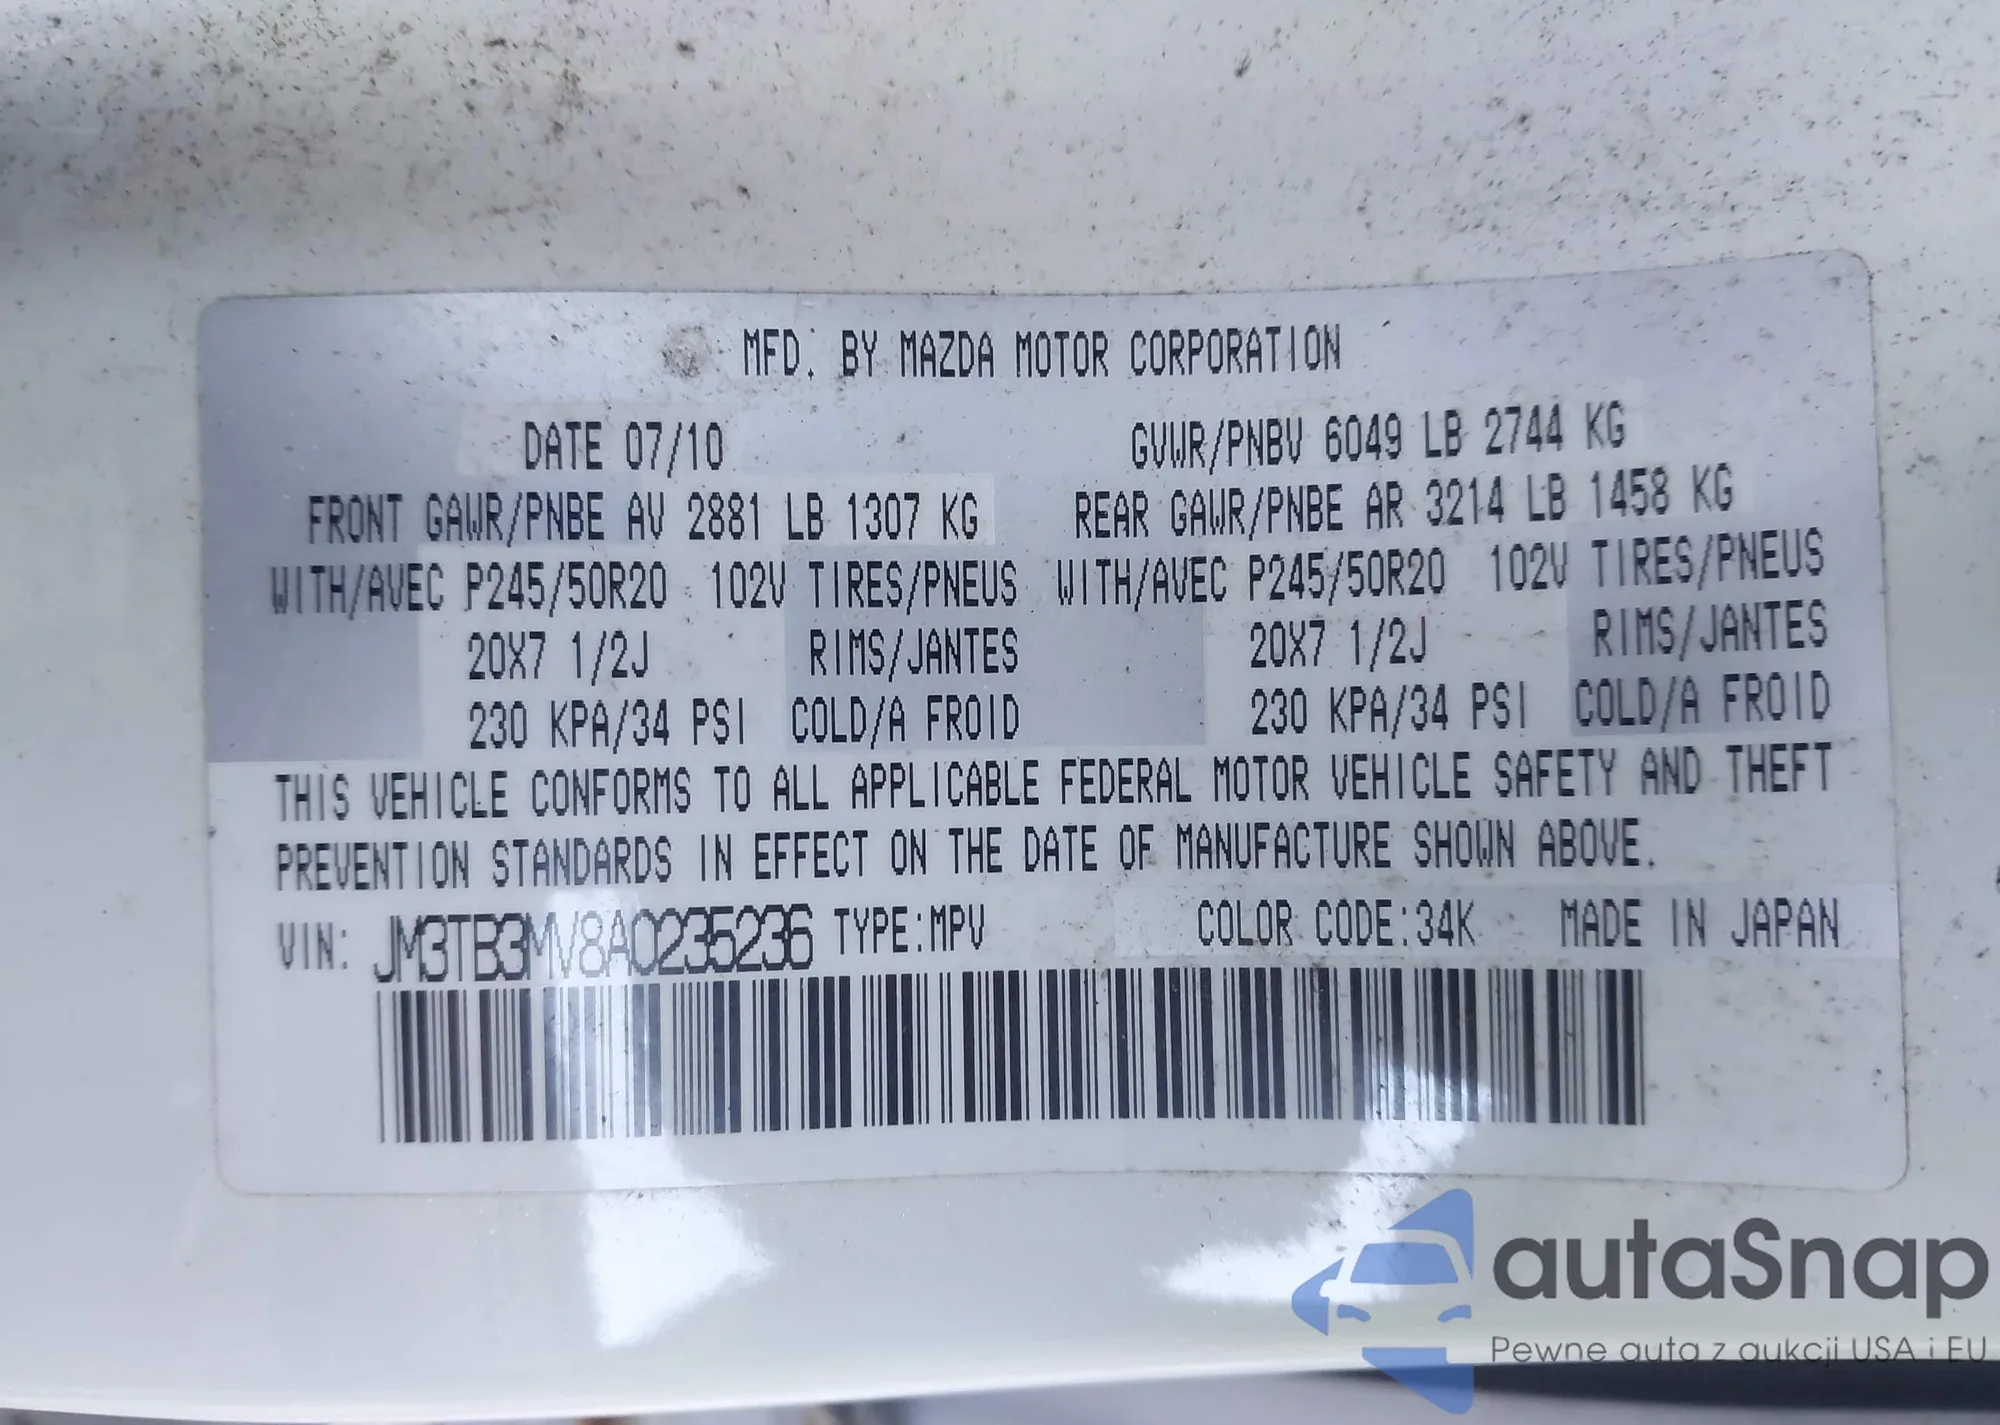 MFD. BY MAZDA MOTOR CORPORATION
DATE 07/10 GVWR/PNBV 6049 LB 2744 KG
FRONT GAWR/PNBE AV 2881 LB 1307 KG REAR GAWR/PNBE AR 3214 LB 1458 KG
WITH/AVEC P245/50R20 102V TIRES/PNEUS WITH/AVEC P245/50R20 102V TIRES/PNEUS
20X7 1/2J RIMS/JANTES 20X7 1/2J RIMS/JANTES
230 KPA/34 PSI COLD/A FROID 230 KPA/34 PSI COLD/A FROID
THIS VEHICLE CONFORMS TO ALL APPLICABLE FEDERAL MOTOR VEHICLE SAFETY AND THEFT
PREVENTION STANDARDS IN EFFECT ON THE DATE OF MANUFACTURE SHOWN ABOVE.
VIN: JM3TB3MV8A0235236 TYPE:MPV COLOR CODE:34K MADE IN JAPAN
autaSnap
Pewne auta z aukcji USA i EU